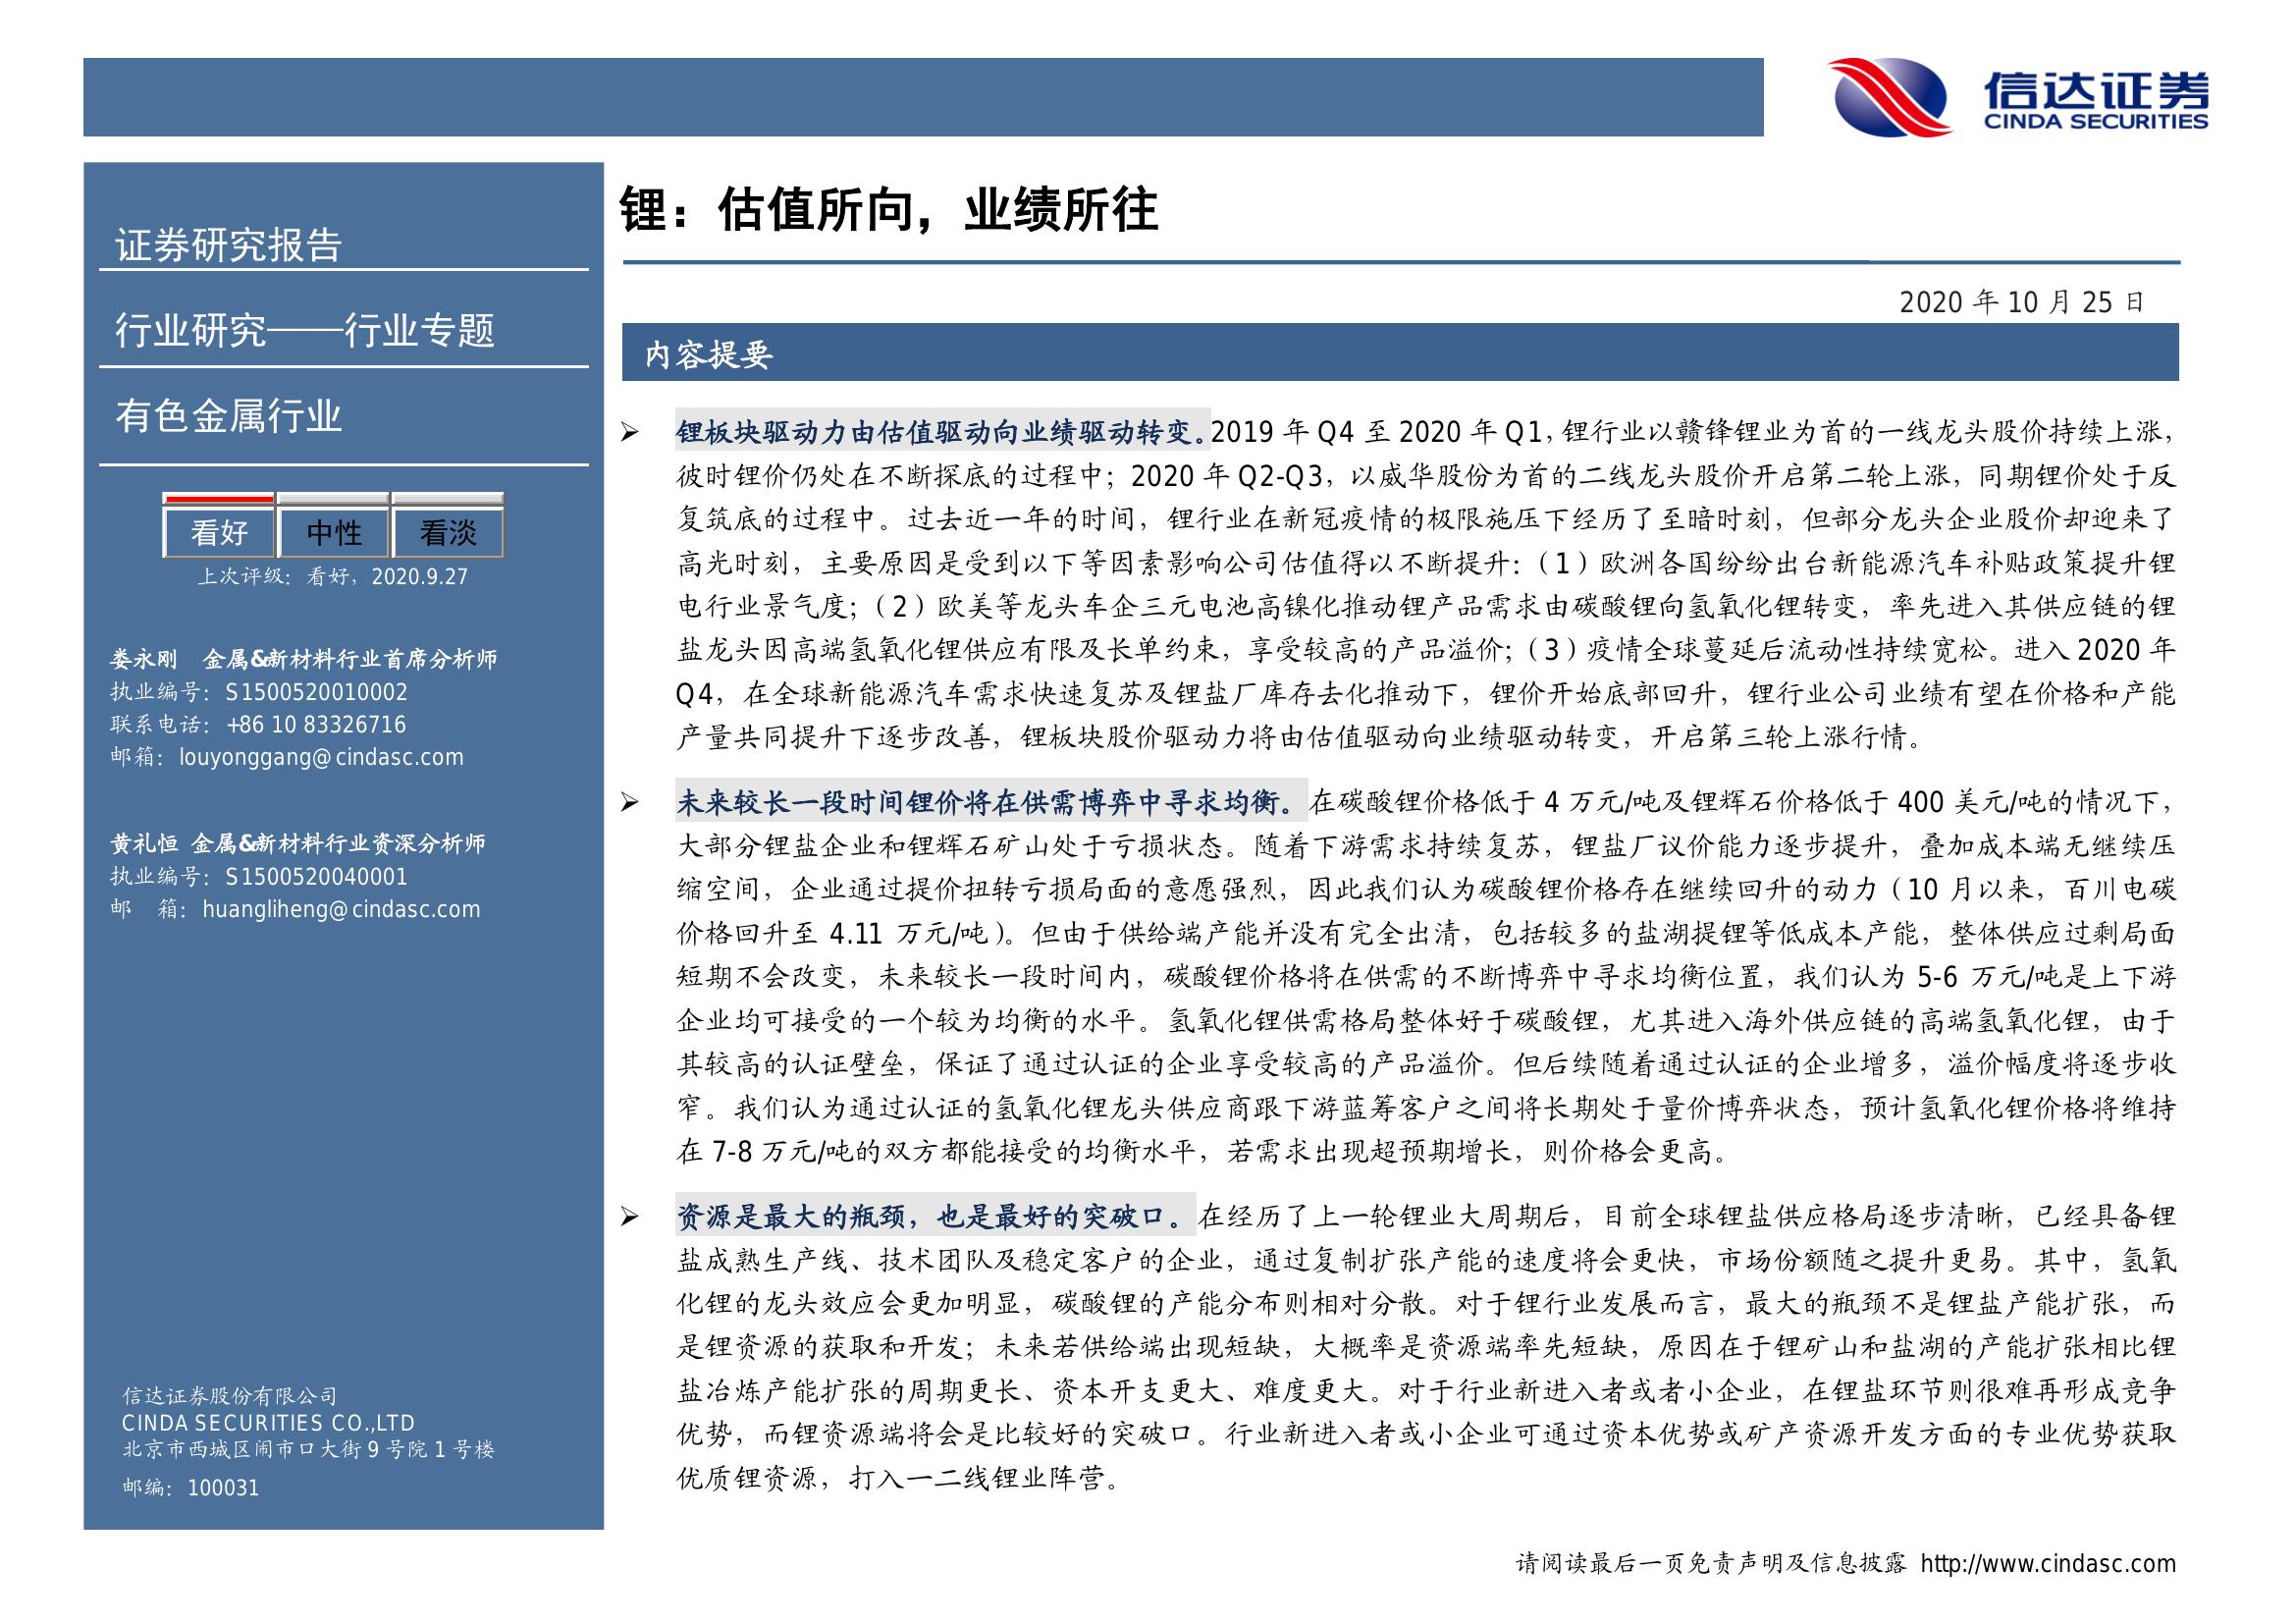 信达证券
CINDA SECURITIES
证券研究报告
行业研究——行业专题
有色金属行业
看好 中性 看淡
上次评级：看好，2020.9.27
娄永刚 金属&新材料行业首席分析师
执业编号：S1500520010002
联系电话：+86 10 83326716
邮箱：louyonggang@cindasc.com
黄礼恒 金属&新材料行业资深分析师
执业编号：S1500520040001
邮 箱：huangliheng@cindasc.com
信达证券股份有限公司
CINDA SECURITIES CO.,LTD
北京市西城区闹市口大街 9 号院 1 号楼
邮编：100031
锂：估值所向，业绩所往
2020 年 10 月 25 日
内容提要
➢ 锂板块驱动力由估值驱动向业绩驱动转变。2019 年 Q4 至 2020 年 Q1，锂行业以赣锋锂业为首的一线龙头股价持续上涨，
彼时锂价仍处在不断探底的过程中；2020 年 Q2-Q3，以威华股份为首的二线龙头股价开启第二轮上涨，同期锂价处于反
复筑底的过程中。过去近一年的时间，锂行业在新冠疫情的极限施压下经历了至暗时刻，但部分龙头企业股价却迎来了
高光时刻，主要原因是受到以下等因素影响公司估值得以不断提升：（1）欧洲各国纷纷出台新能源汽车补贴政策提升锂
电行业景气度；（2）欧美等龙头车企三元电池高镍化推动锂产品需求由碳酸锂向氢氧化锂转变，率先进入其供应链的锂
盐龙头因高端氢氧化锂供应有限及长单约束，享受较高的产品溢价；（3）疫情全球蔓延后流动性持续宽松。进入 2020 年
Q4，在全球新能源汽车需求快速复苏及锂盐厂库存去化推动下，锂价开始底部回升，锂行业公司业绩有望在价格和产能
产量共同提升下逐步改善，锂板块股价驱动力将由估值驱动向业绩驱动转变，开启第三轮上涨行情。
➢ 未来较长一段时间锂价将在供需博弈中寻求均衡。在碳酸锂价格低于 4 万元/吨及锂辉石价格低于 400 美元/吨的情况下，
大部分锂盐企业和锂辉石矿山处于亏损状态。随着下游需求持续复苏，锂盐厂议价能力逐步提升，叠加成本端无继续压
缩空间，企业通过提价扭转亏损局面的意愿强烈，因此我们认为碳酸锂价格存在继续回升的动力（10 月以来，百川电碳
价格回升至 4.11 万元/吨）。但由于供给端产能并没有完全出清，包括较多的盐湖提锂等低成本产能，整体供应过剩局面
短期不会改变，未来较长一段时间内，碳酸锂价格将在供需的不断博弈中寻求均衡位置，我们认为 5-6 万元/吨是上下游
企业均可接受的一个较为均衡的水平。氢氧化锂供需格局整体好于碳酸锂，尤其进入海外供应链的高端氢氧化锂，由于
其较高的认证壁垒，保证了通过认证的企业享受较高的产品溢价。但后续随着通过认证的企业增多，溢价幅度将逐步收
窄。我们认为通过认证的氢氧化锂龙头供应商跟下游蓝筹客户之间将长期处于量价博弈状态，预计氢氧化锂价格将维持
在 7-8 万元/吨的双方都能接受的均衡水平，若需求出现超预期增长，则价格会更高。
➢ 资源是最大的瓶颈，也是最好的突破口。在经历了上一轮锂业大周期后，目前全球锂盐供应格局逐步清晰，已经具备锂
盐成熟生产线、技术团队及稳定客户的企业，通过复制扩张产能的速度将会更快，市场份额随之提升更易。其中，氢氧
化锂的龙头效应会更加明显，碳酸锂的产能分布则相对分散。对于锂行业发展而言，最大的瓶颈不是锂盐产能扩张，而
是锂资源的获取和开发；未来若供给端出现短缺，大概率是资源端率先短缺，原因在于锂矿山和盐湖的产能扩张相比锂
盐冶炼产能扩张的周期更长、资本开支更大、难度更大。对于行业新进入者或者小企业，在锂盐环节则很难再形成竞争
优势，而锂资源端将会是比较好的突破口。行业新进入者或小企业可通过资本优势或矿产资源开发方面的专业优势获取
优质锂资源，打入一二线锂业阵营。
请阅读最后一页免责声明及信息披露 http://www.cindasc.com